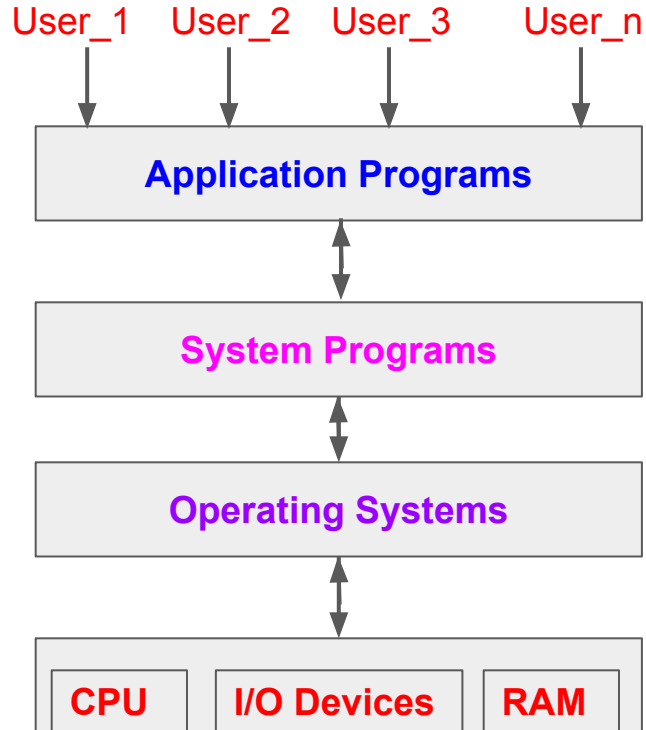 User_1 User_2 User_3 User_n
Application Programs
System Programs
Operating Systems
CPU I/O Devices RAM